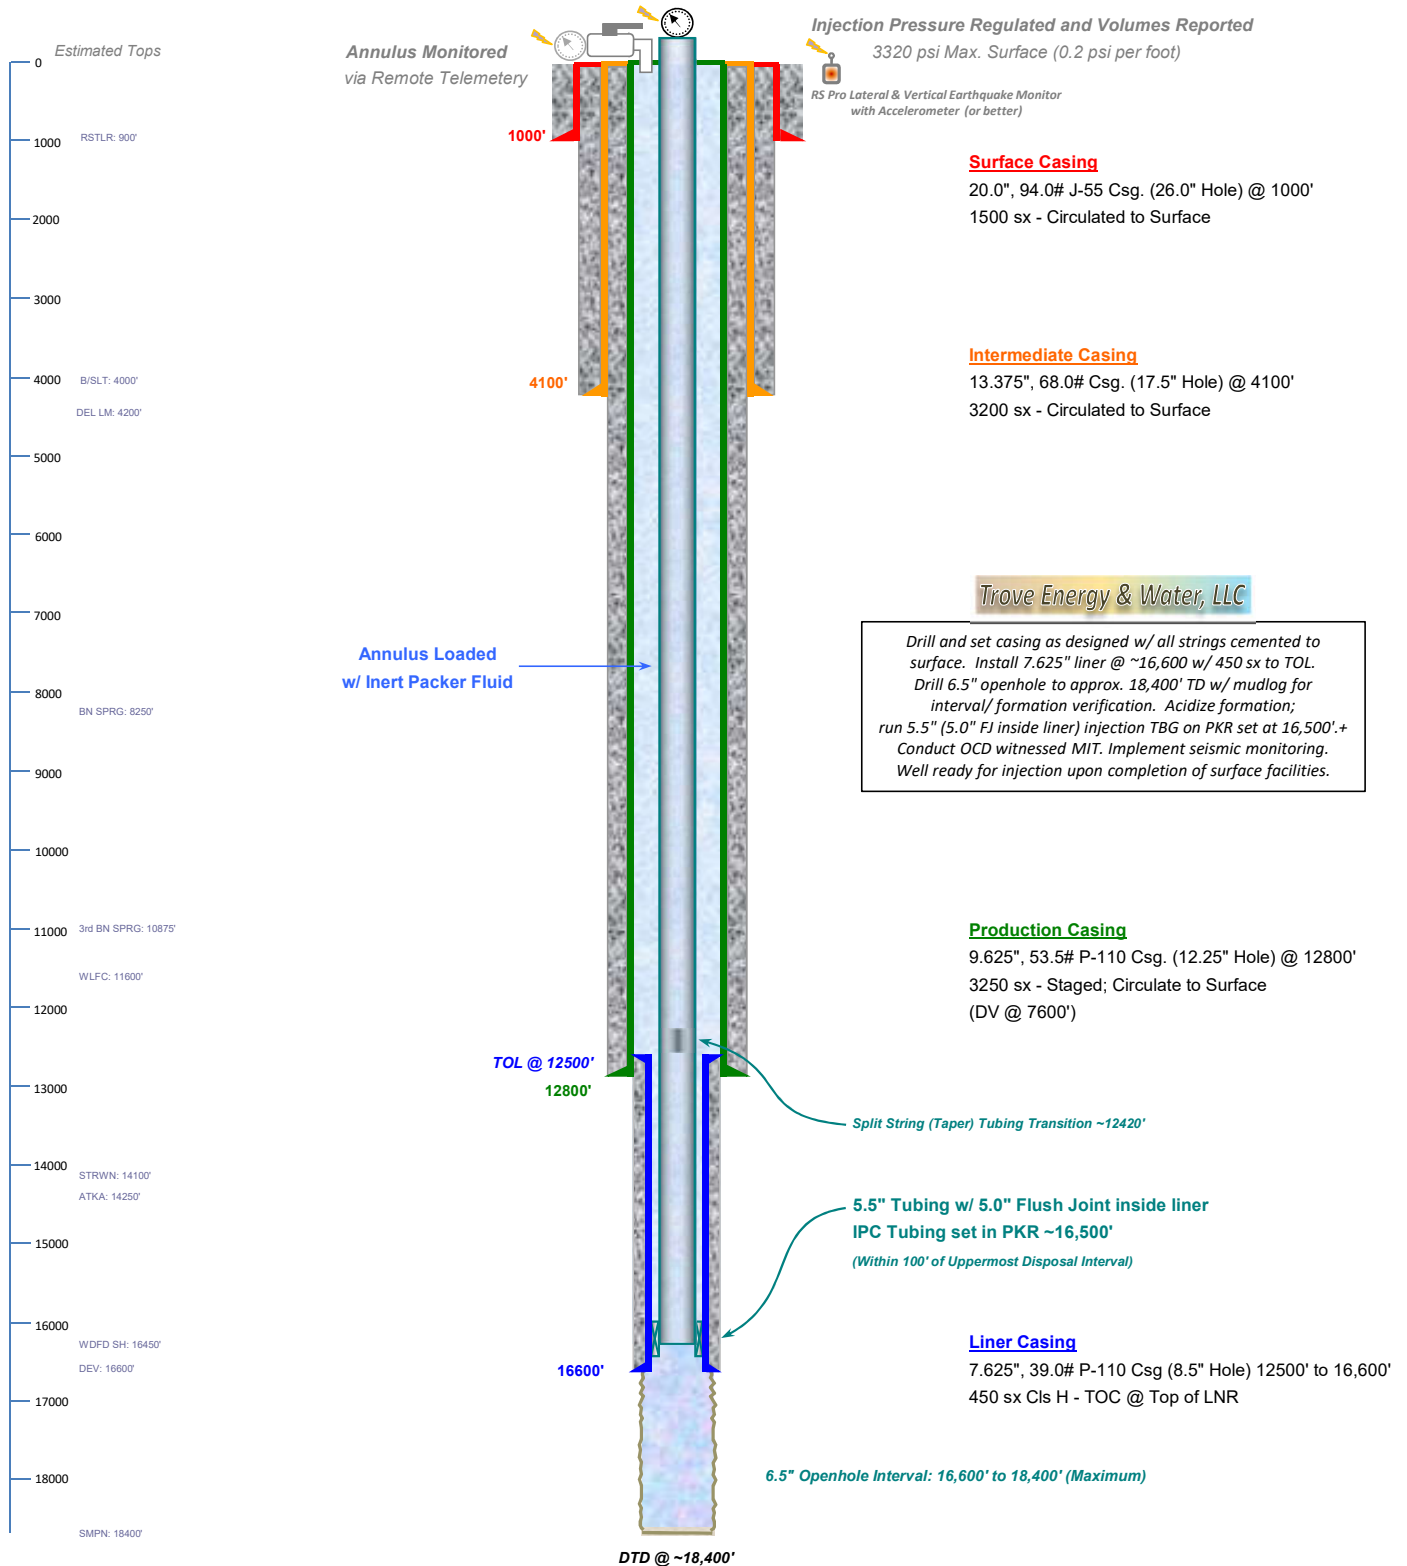 Estimated Tops
Annulus Monitored
via Remote Telemetery
Injection Pressure Regulated and Volumes Reported
3320 psi Max. Surface (0.2 psi per foot)
RS Pro Lateral & Vertical Earthquake Monitor
with Accelerometer (or better)
0
1000
2000
3000
4000
5000
6000
7000
8000
9000
10000
11000
12000
13000
14000
15000
16000
17000
18000
RSTLR: 900'
B/SLT: 4000'
DEL LM: 4200'
BN SPRG: 8250'
3rd BN SPRG: 10875'
WLFC: 11600'
STRWN: 14100'
ATKA: 14250'
WDFD SH: 16450'
DEV: 16600'
SMPN: 18400'
1000'
4100'
Annulus Loaded
w/ Inert Packer Fluid
TOL @ 12500'
12800'
16600'
DTD @ ~18,400'
Surface Casing
20.0", 94.0# J-55 Csg. (26.0" Hole) @ 1000'
1500 sx - Circulated to Surface
Intermediate Casing
13.375", 68.0# Csg. (17.5" Hole) @ 4100'
3200 sx - Circulated to Surface
Trove Energy & Water, LLC
Drill and set casing as designed w/ all strings cemented to
surface. Install 7.625" liner @ ~16,600 w/ 450 sx to TOL.
Drill 6.5" openhole to approx. 18,400' TD w/ mudlog for
interval/ formation verification. Acidize formation;
run 5.5" (5.0" FJ inside liner) injection TBG on PKR set at 16,500'.+
Conduct OCD witnessed MIT. Implement seismic monitoring.
Well ready for injection upon completion of surface facilities.
Production Casing
9.625", 53.5# P-110 Csg. (12.25" Hole) @ 12800'
3250 sx - Staged; Circulate to Surface
(DV @ 7600')
Split String (Taper) Tubing Transition ~12420'
5.5" Tubing w/ 5.0" Flush Joint inside liner
IPC Tubing set in PKR ~16,500'
(Within 100' of Uppermost Disposal Interval)
Liner Casing
7.625", 39.0# P-110 Csg (8.5" Hole) 12500' to 16,600'
450 sx Cls H - TOC @ Top of LNR
6.5" Openhole Interval: 16,600' to 18,400' (Maximum)